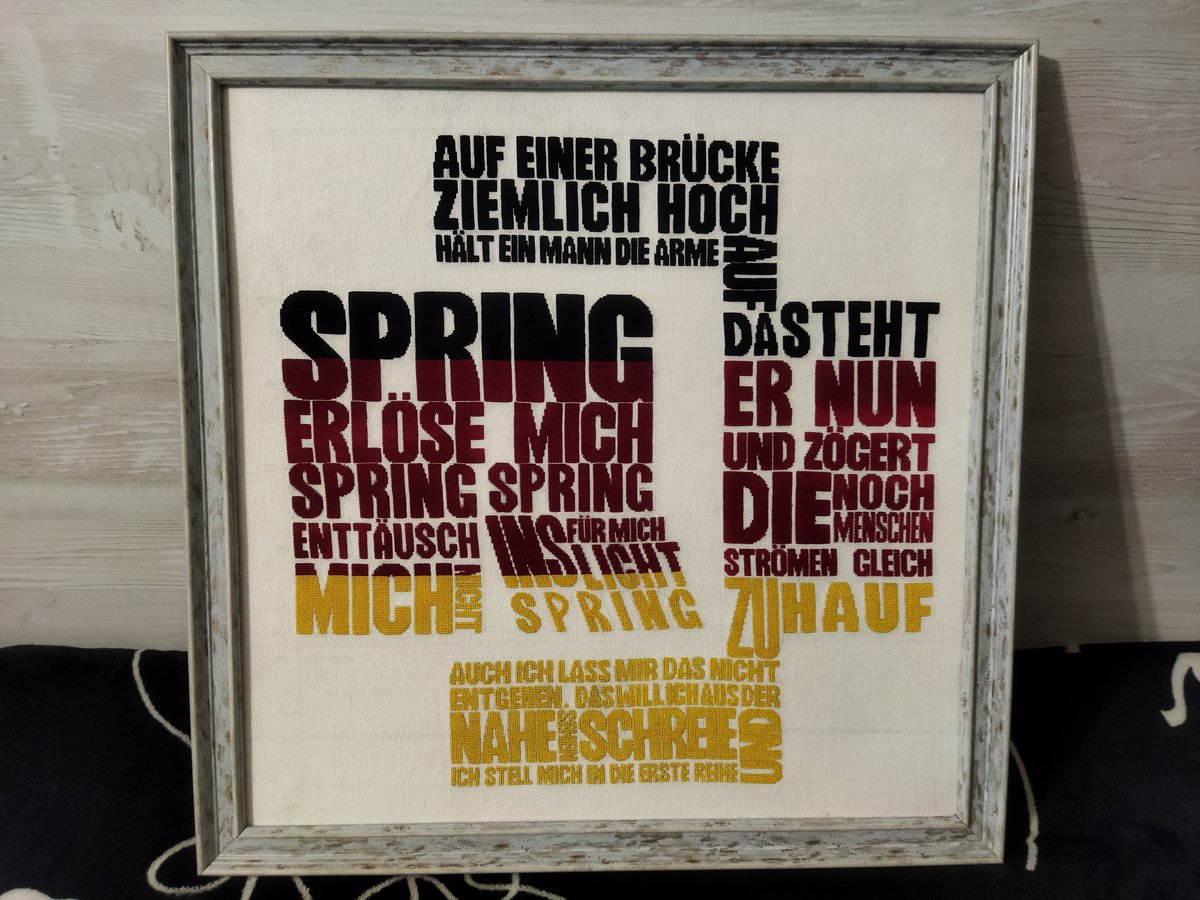 AUF EINER BRÜCKE
ZIEMLICH HOCH
HÄLT EIN MANN DIE ARME
AUF
DA STEHT
ER NUN
UND ZÖGERT
DIE NOCH
MENSCHEN
STRÖMEN GLEICH
ZUHAUF
AUCH ICH LASS MIR DAS NICHT
ENTGEHEN. DAS WILL ICH AUS DER
NAHE SEHN
SCHREIE
UND
ICH STELL MICH IN DIE ERSTE REIHE
SPRING
ERLÖSE MICH
SPRING SPRING
ENTTÄUSCH
MICH NICHT
FÜR MICH
INS LICHT
SPRING